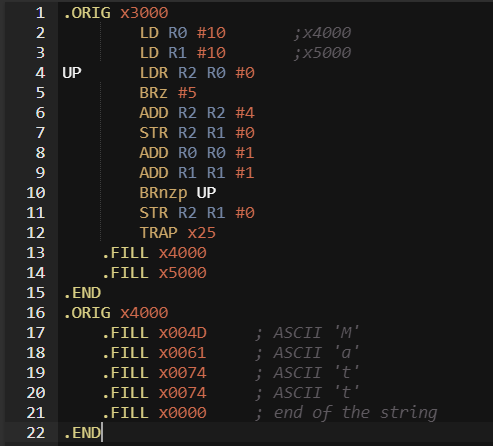 1 .ORIG x3000
2 LD R0 #10 ;x4000
3 LD R1 #10 ;x5000
4 UP LDR R2 R0 #0
5 BRz #5
6 ADD R2 R2 #4
7 STR R2 R1 #0
8 ADD R0 R0 #1
9 ADD R1 R1 #1
10 BRnzp UP
11 STR R2 R1 #0
12 TRAP x25
13 .FILL x4000
14 .FILL x5000
15 .END
16 .ORIG x4000
17 .FILL x004D ; ASCII 'M'
18 .FILL x0061 ; ASCII 'a'
19 .FILL x0074 ; ASCII 't'
20 .FILL x0074 ; ASCII 't'
21 .FILL x0000 ; end of the string
22 .END